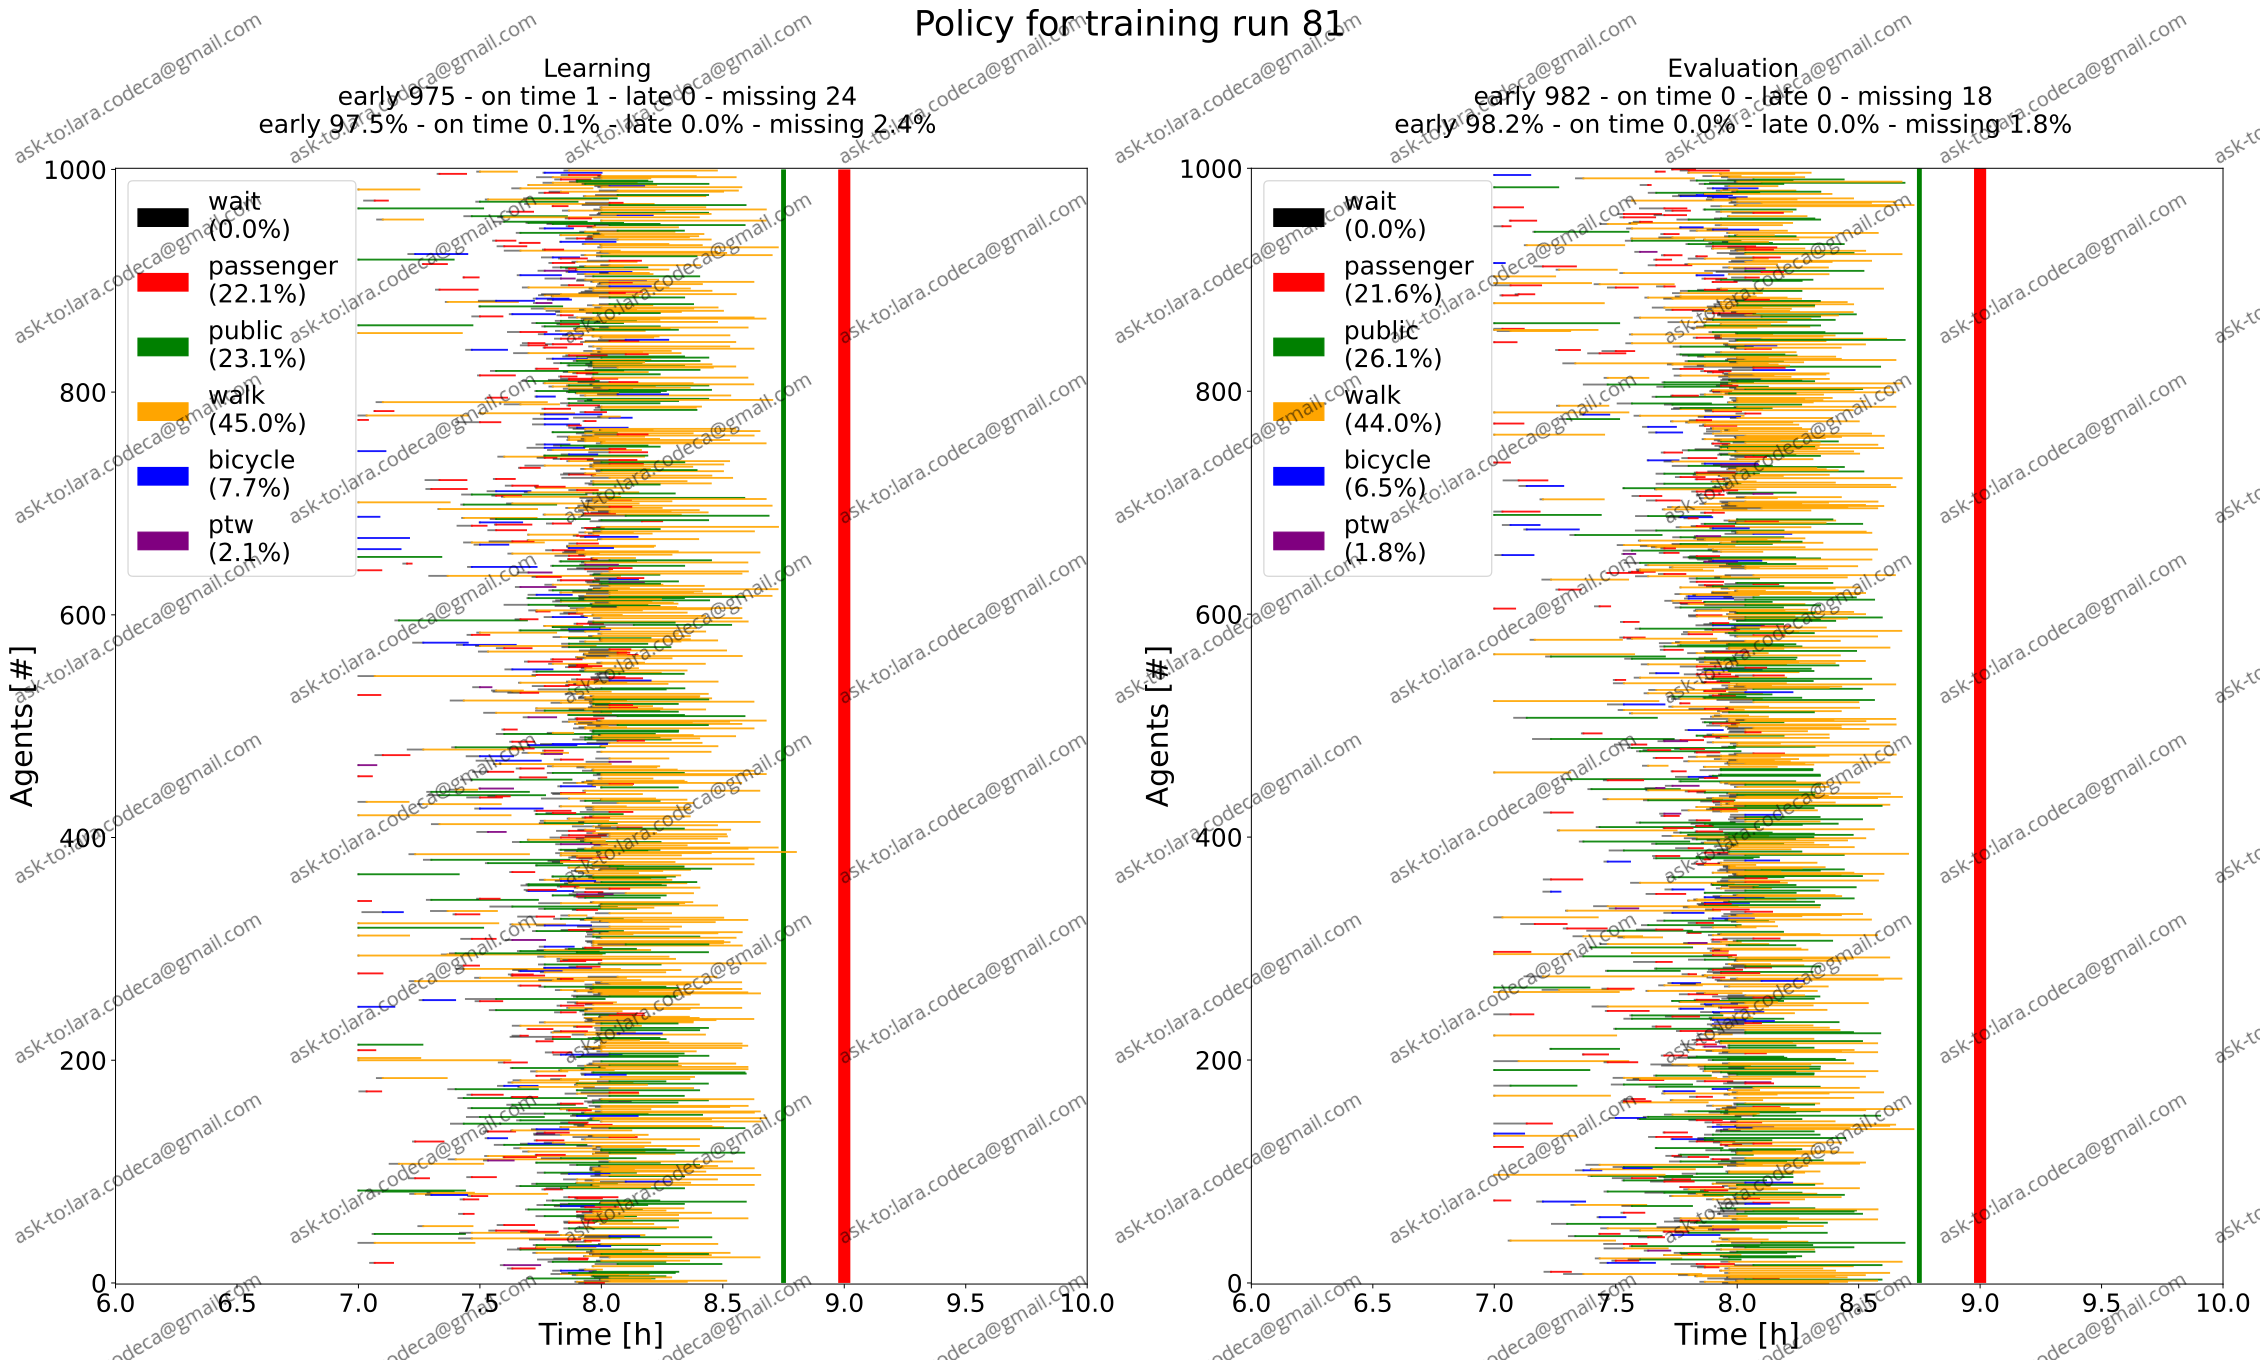 Policy for training run 81
Learning
early 975 - on time 1 - late 0 - missing 24
early 97.5% - on time 0.1% - late 0.0% - missing 2.4%
1000
800
600
400
200
0
Agents [#]
wait
(0.0%)
passenger
(22.1%)
public
(23.1%)
walk
(45.0%)
bicycle
(7.7%)
ptw
(2.1%)
6.0 6.5 7.0 7.5 8.0 8.5 9.0 9.5 10.0
Time [h]
Evaluation
early 982 - on time 0 - late 0 - missing 18
early 98.2% - on time 0.0% - late 0.0% - missing 1.8%
1000
800
600
400
200
0
Agents [#]
wait
(0.0%)
passenger
(21.6%)
public
(26.1%)
walk
(44.0%)
bicycle
(6.5%)
ptw
(1.8%)
6.0 6.5 7.0 7.5 8.0 8.5 9.0 9.5 10.0
Time [h]
ask-to:lara.codeca@gmail.com